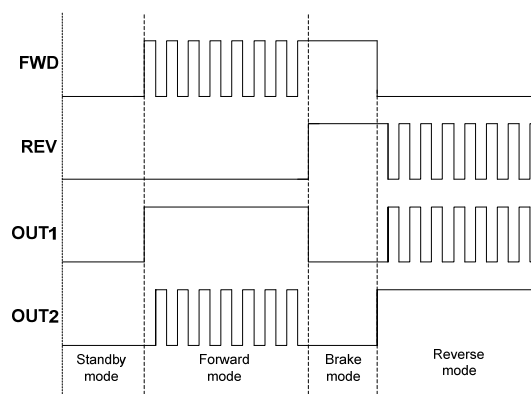 FWD
REV
OUT1
OUT2
Standby
mode
Forward
mode
Brake
mode
Reverse
mode